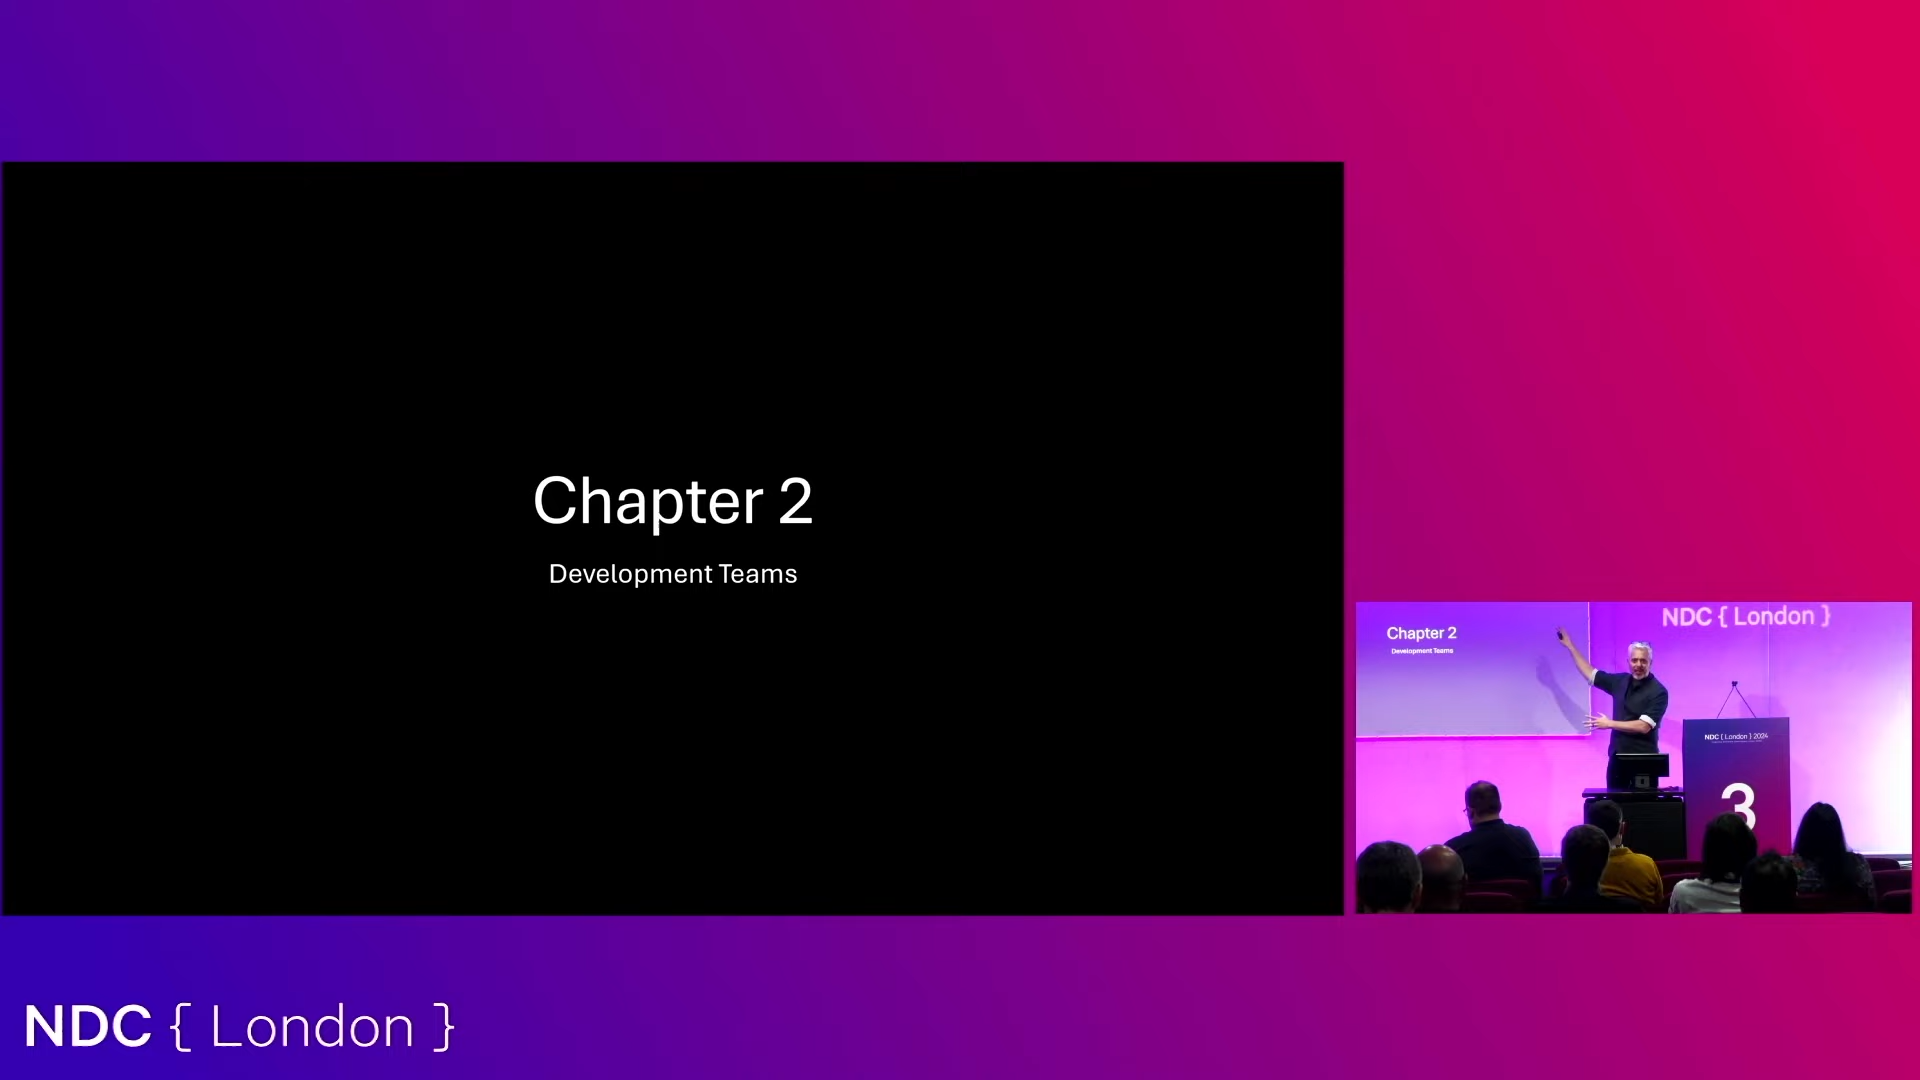 Chapter 2
Development Teams
NDC { London }
Chapter 2
Development Teams
NDC { London } 2024
3
NDC { London }